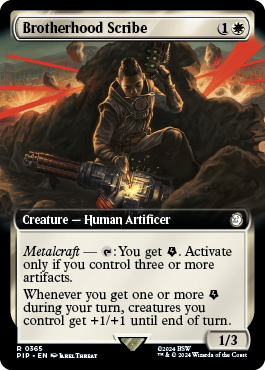 Brotherhood Scribe 1
Creature — Human Artificer
Metalcraft — : You get . Activate
only if you control three or more
artifacts.
Whenever you get one or more
during your turn, creatures you
control get +1/+1 until end of turn.
1/3
R 0365
PIP • EN
©2024 BSW
™ & © 2024 Wizards of the Coast